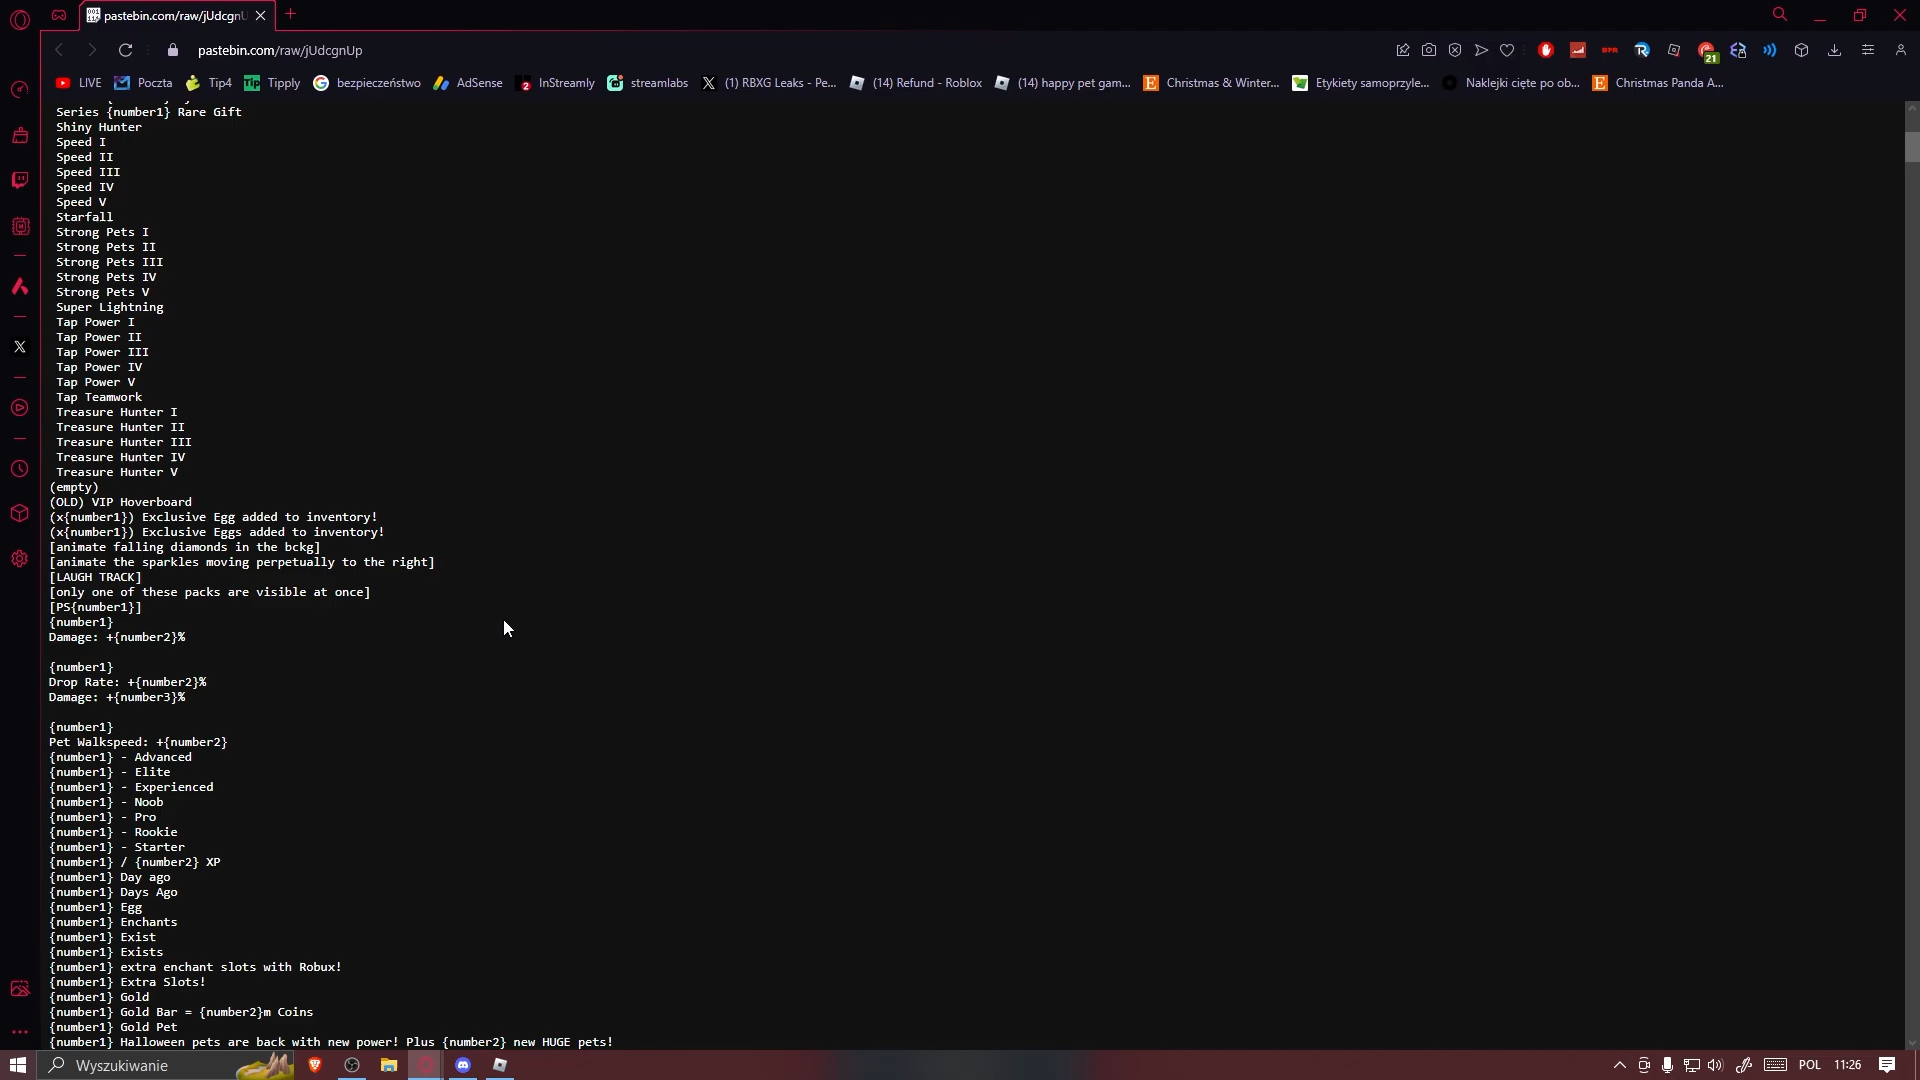 pastebin.com/raw/jUdcgnU
pastebin.com/raw/jUdcgnUp
21
LIVE
Poczta
Tip4
Tipply
bezpieczeństwo
AdSense
2
InStreamly
streamlabs
(1) RBXG Leaks - Pe...
(14) Refund - Roblox
(14) happy pet gam...
Christmas & Winter...
Etykiety samoprzyle...
Naklejki cięte po ob...
Christmas Panda A...
Series {number1} Rare Gift
Shiny Hunter
Speed I
Speed II
Speed III
Speed IV
Speed V
Starfall
Strong Pets I
Strong Pets II
Strong Pets III
Strong Pets IV
Strong Pets V
Super Lightning
Tap Power I
Tap Power II
Tap Power III
Tap Power IV
Tap Power V
Tap Teamwork
Treasure Hunter I
Treasure Hunter II
Treasure Hunter III
Treasure Hunter IV
Treasure Hunter V
(empty)
(OLD) VIP Hoverboard
(x{number1}) Exclusive Egg added to inventory!
(x{number1}) Exclusive Eggs added to inventory!
[animate falling diamonds in the bckg]
[animate the sparkles moving perpetually to the right]
[LAUGH TRACK]
[only one of these packs are visible at once]
[PS{number1}]
{number1}
Damage: +{number2}%
{number1}
Drop Rate: +{number2}%
Damage: +{number3}%
{number1}
Pet Walkspeed: +{number2}
{number1} - Advanced
{number1} - Elite
{number1} - Experienced
{number1} - Noob
{number1} - Pro
{number1} - Rookie
{number1} - Starter
{number1} / {number2} XP
{number1} Day ago
{number1} Days Ago
{number1} Egg
{number1} Enchants
{number1} Exist
{number1} Exists
{number1} extra enchant slots with Robux!
{number1} Extra Slots!
{number1} Gold
{number1} Gold Bar = {number2}m Coins
{number1} Gold Pet
{number1} Halloween pets are back with new power! Plus {number2} new HUGE pets!
Wyszukiwanie
POL
11:26